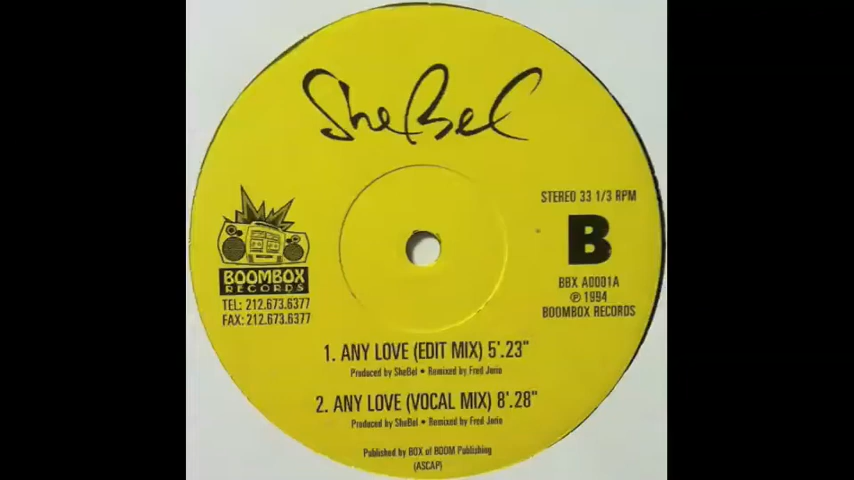 SheBel
STEREO 33 1/3 RPM
B
BBX A0001A
℗ 1994
BOOMBOX RECORDS
BOOMBOX
RECORDS
TEL: 212.673.6377
FAX: 212.673.6377
1. ANY LOVE (EDIT MIX) 5'.23"
Produced by SheBel • Remixed by Fred Jorio
2. ANY LOVE (VOCAL MIX) 8'.28"
Produced by SheBel • Remixed by Fred Jorio
Published by BOX of BOOM Publishing
(ASCAP)